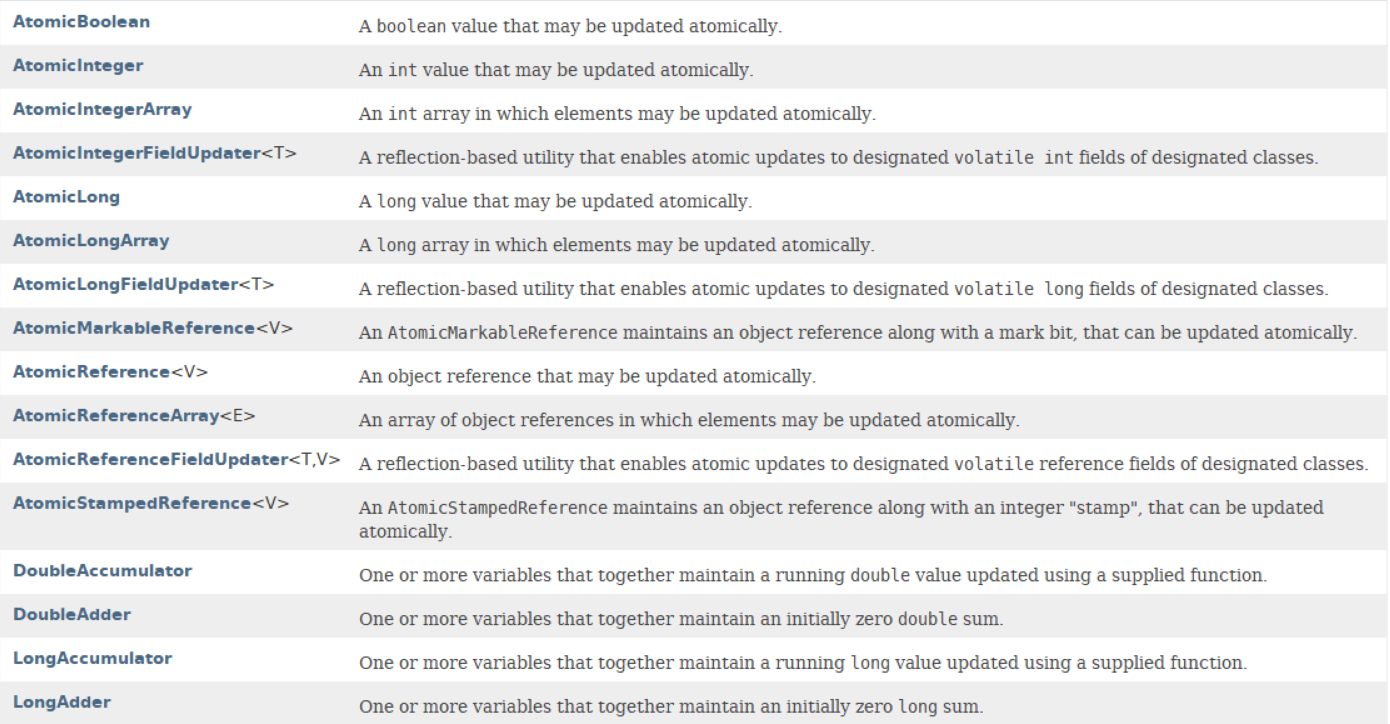 AtomicBoolean A boolean value that may be updated atomically.
AtomicInteger An int value that may be updated atomically.
AtomicIntegerArray An int array in which elements may be updated atomically.
AtomicIntegerFieldUpdater<T> A reflection-based utility that enables atomic updates to designated volatile int fields of designated classes.
AtomicLong A long value that may be updated atomically.
AtomicLongArray A long array in which elements may be updated atomically.
AtomicLongFieldUpdater<T> A reflection-based utility that enables atomic updates to designated volatile long fields of designated classes.
AtomicMarkableReference<V> An AtomicMarkableReference maintains an object reference along with a mark bit, that can be updated atomically.
AtomicReference<V> An object reference that may be updated atomically.
AtomicReferenceArray<E> An array of object references in which elements may be updated atomically.
AtomicReferenceFieldUpdater<T,V> A reflection-based utility that enables atomic updates to designated volatile reference fields of designated classes.
AtomicStampedReference<V> An AtomicStampedReference maintains an object reference along with an integer "stamp", that can be updated
atomically.
DoubleAccumulator One or more variables that together maintain a running double value updated using a supplied function.
DoubleAdder One or more variables that together maintain an initially zero double sum.
LongAccumulator One or more variables that together maintain a running long value updated using a supplied function.
LongAdder One or more variables that together maintain an initially zero long sum.